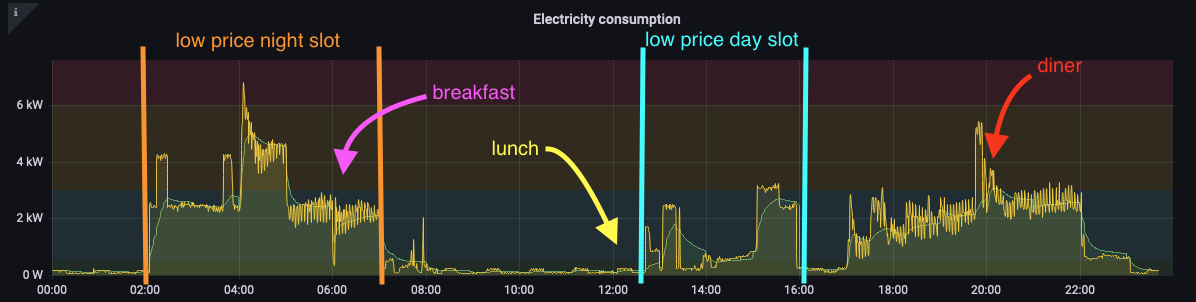 i
Electricity consumption
low price night slot
low price day slot
diner
breakfast
lunch
6 kW
4 kW
2 kW
0 W
00:00 02:00 04:00 06:00 08:00 10:00 12:00 14:00 16:00 18:00 20:00 22:00